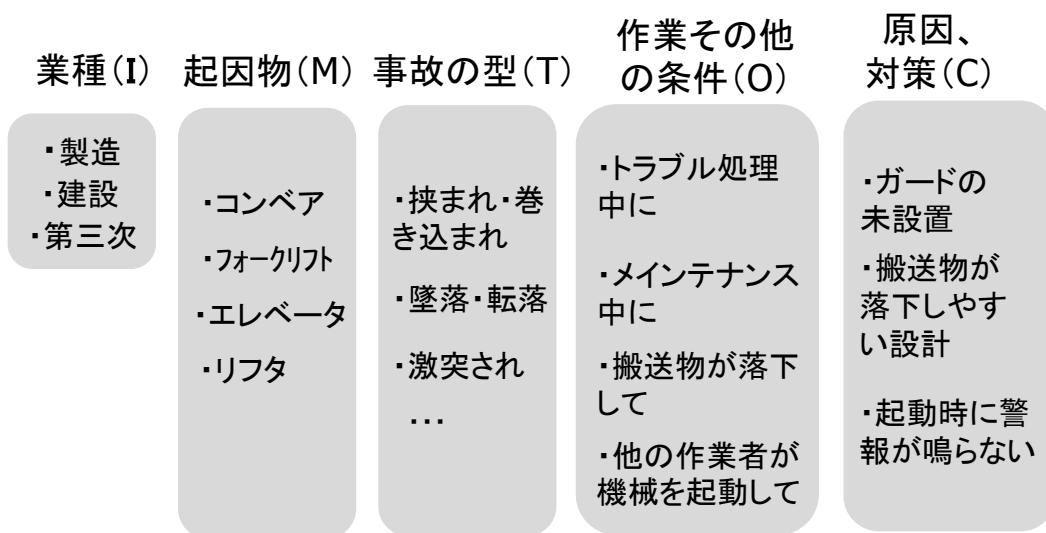 業種(I)
起因物(M)
事故の型(T)
作業その他
の条件(O)
原因、
対策(C)
・製造
・建設
・第三次
・コンベア
・フォークリフト
・エレベータ
・リフタ
・挟まれ・巻
き込まれ
・墜落・転落
・激突され
…
・トラブル処理
中に
・メインテナンス
中に
・搬送物が落下
して
・他の作業者が
機械を起動して
・ガードの
未設置
・搬送物が
落下しやす
い設計
・起動時に警
報が鳴らない